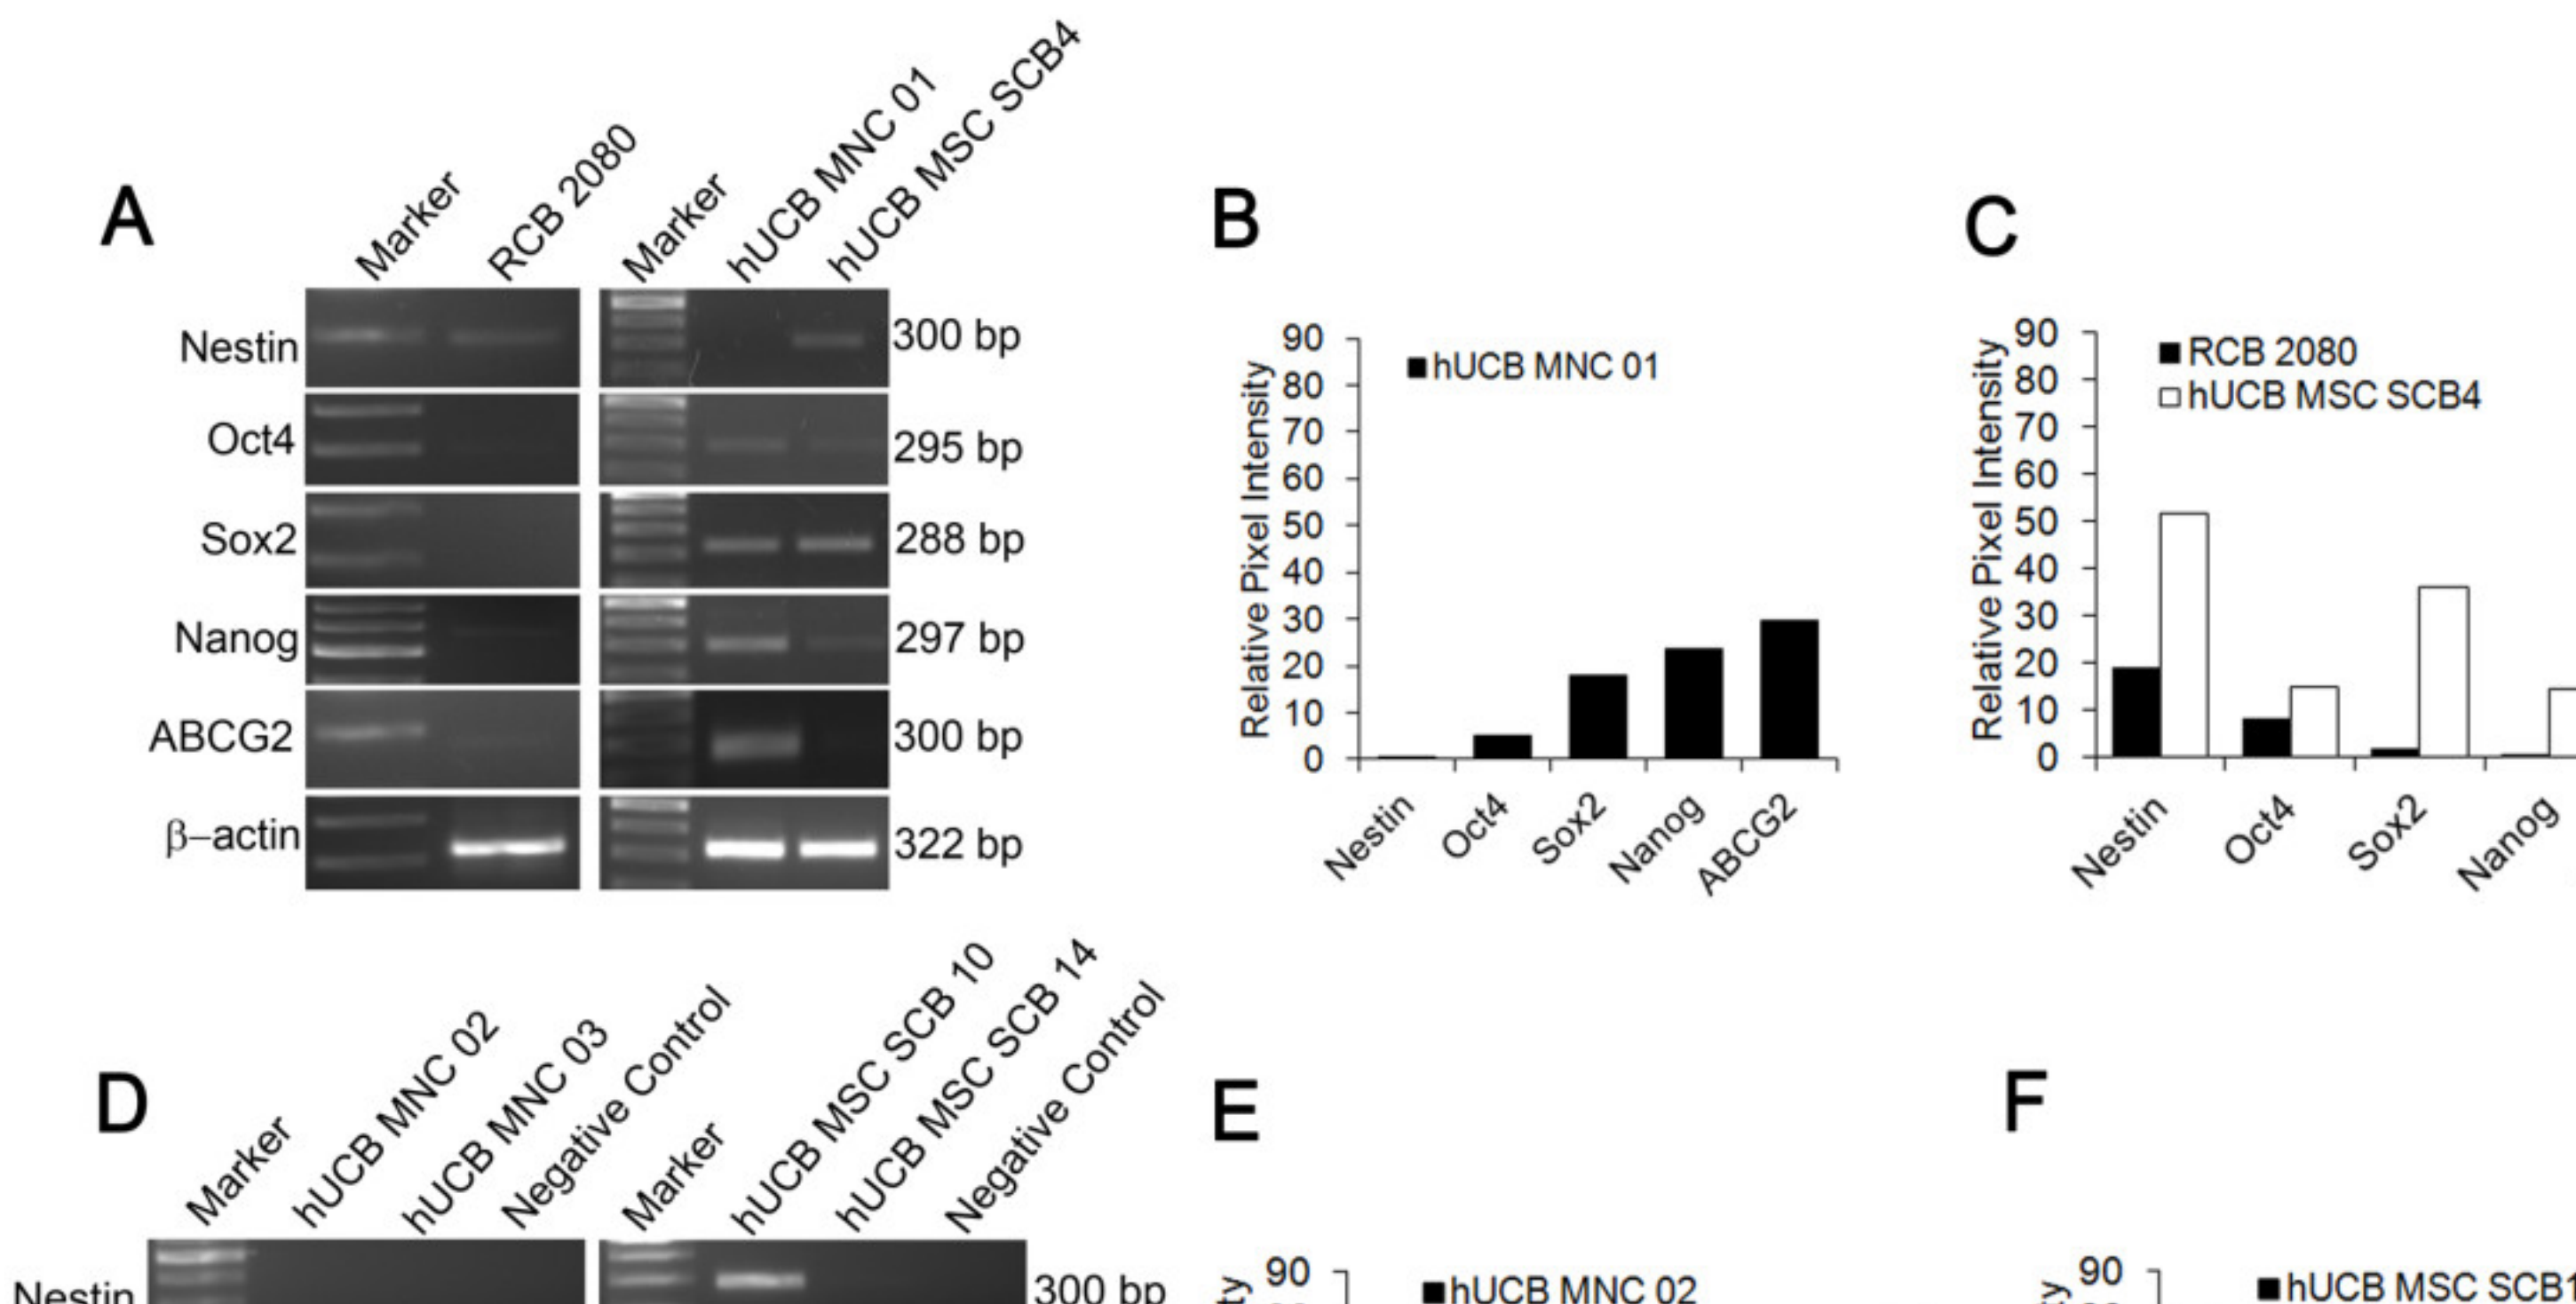 A
Marker
RCB 2080
Marker
hUCB MNC 01
hUCB MSC SCB4
Nestin
300 bp
Oct4
295 bp
Sox2
288 bp
Nanog
297 bp
ABCG2
300 bp
β–actin
322 bp
B
Relative Pixel Intensity
90
80
70
60
50
40
30
20
10
0
hUCB MNC 01
Nestin
Oct4
Sox2
Nanog
ABCG2
C
Relative Pixel Intensity
90
80
70
60
50
40
30
20
10
0
RCB 2080
hUCB MSC SCB4
Nestin
Oct4
Sox2
Nanog
D
Marker
hUCB MNC 02
hUCB MNC 03
Negative Control
Marker
hUCB MSC SCB 10
hUCB MSC SCB 14
Negative Control
Nestin
300 bp
E
90
hUCB MNC 02
F
90
hUCB MSC SCB1